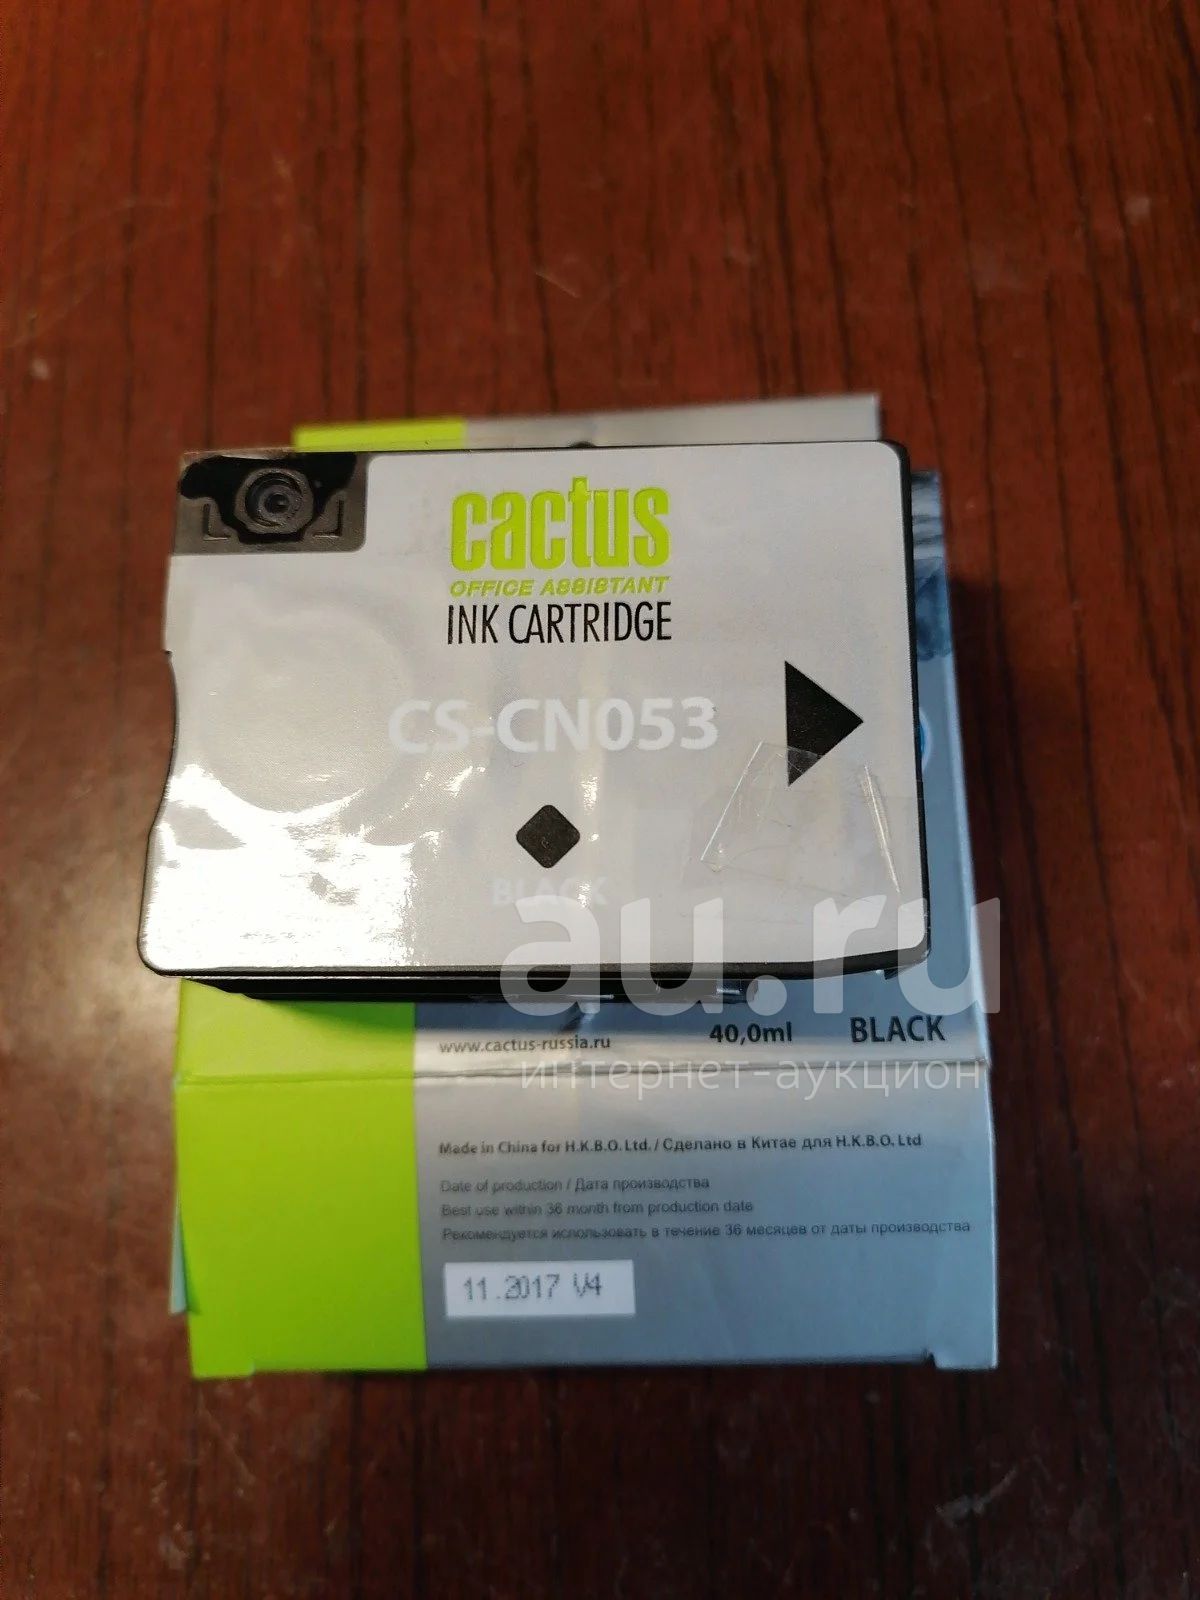 cactus
OFFICE ASSISTANT
INK CARTRIDGE
CS-CN053
BLACK
au.ru
интернет-аукцион
www.cactus-russia.ru 40,0ml BLACK
Made in China for H.K.B.O. Ltd. / Сделано в Китае для H.K.B.O. Ltd
Date of production / Дата производства
Best use within 36 month from production date
Рекомендуется использовать в течение 36 месяцев от даты производства
11.2017 V4